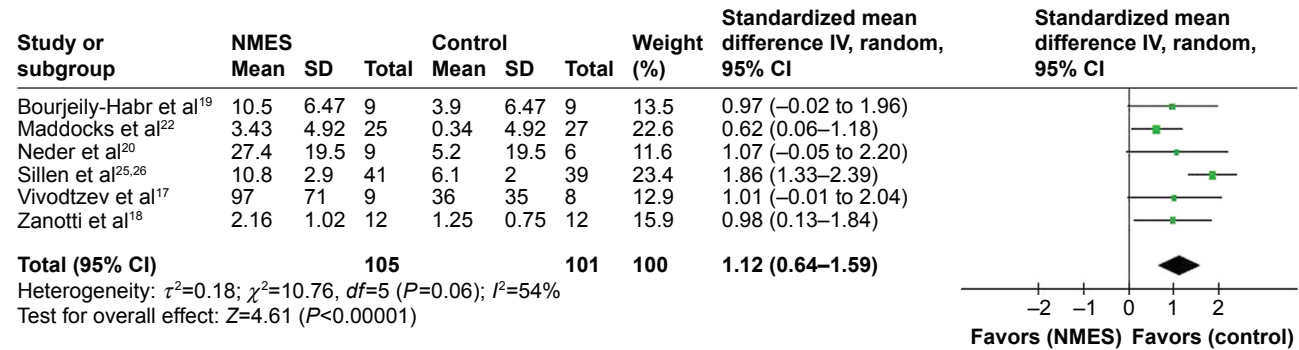 Study or subgroup NMES Mean SD Total Control Mean SD Total Weight (%) Standardized mean difference IV, random, 95% CI Standardized mean difference IV, random, 95% CI
Bourjeily-Habr et al19 10.5 6.47 9 3.9 6.47 9 13.5 0.97 (–0.02 to 1.96)
Maddocks et al22 3.43 4.92 25 0.34 4.92 27 22.6 0.62 (0.06–1.18)
Neder et al20 27.4 19.5 9 5.2 19.5 6 11.6 1.07 (–0.05 to 2.20)
Sillen et al25,26 10.8 2.9 41 6.1 2 39 23.4 1.86 (1.33–2.39)
Vivodtzev et al17 97 71 9 36 35 8 12.9 1.01 (–0.01 to 2.04)
Zanotti et al18 2.16 1.02 12 1.25 0.75 12 15.9 0.98 (0.13–1.84)
Total (95% CI) 105 101 100 1.12 (0.64–1.59)
Heterogeneity: τ2=0.18; χ2=10.76, df=5 (P=0.06); I2=54%
Test for overall effect: Z=4.61 (P<0.00001)
–2 –1 0 1 2
Favors (NMES) Favors (control)